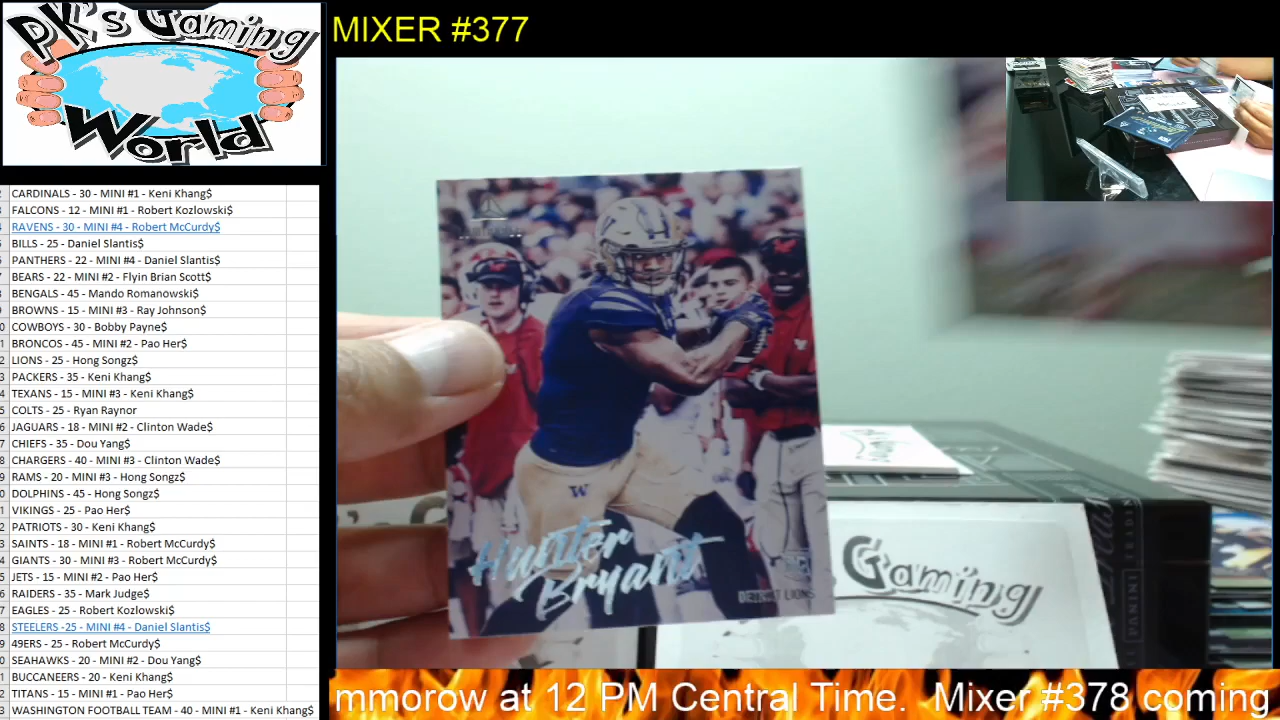 PK's Gaming
World
MIXER #377
CARDINALS - 30 - MINI #1 - Keni Khang$
FALCONS - 12 - MINI #1 - Robert Kozlowski$
RAVENS - 30 - MINI #4 - Robert McCurdy$
BILLS - 25 - Daniel Slantis$
PANTHERS - 22 - MINI #4 - Daniel Slantis$
BEARS - 22 - MINI #2 - Flyin Brian Scott$
BENGALS - 45 - Mando Romanowski$
BROWNS - 15 - MINI #3 - Ray Johnson$
COWBOYS - 30 - Bobby Payne$
BRONCOS - 45 - MINI #2 - Pao Her$
LIONS - 25 - Hong Songz$
PACKERS - 35 - Keni Khang$
TEXANS - 15 - MINI #3 - Keni Khang$
COLTS - 25 - Ryan Raynor
JAGUARS - 18 - MINI #2 - Clinton Wade$
CHIEFS - 35 - Dou Yang$
CHARGERS - 40 - MINI #3 - Clinton Wade$
RAMS - 20 - MINI #3 - Hong Songz$
DOLPHINS - 45 - Hong Songz$
VIKINGS - 25 - Pao Her$
PATRIOTS - 30 - Keni Khang$
SAINTS - 18 - MINI #1 - Robert McCurdy$
GIANTS - 30 - MINI #3 - Robert McCurdy$
JETS - 15 - MINI #2 - Pao Her$
RAIDERS - 35 - Mark Judge$
EAGLES - 25 - Robert Kozlowski$
STEELERS -25 - MINI #4 - Daniel Slantis$
49ERS - 25 - Robert McCurdy$
SEAHAWKS - 20 - MINI #2 - Dou Yang$
BUCCANEERS - 20 - Keni Khang$
TITANS - 15 - MINI #1 - Pao Her$
WASHINGTON FOOTBALL TEAM - 40 - MINI #1 - Keni Khang$
W
Hunter
Bryant
RC
DETROIT LIONS
Gaming
PANINI
mmorow at 12 PM Central Time. Mixer #378 coming